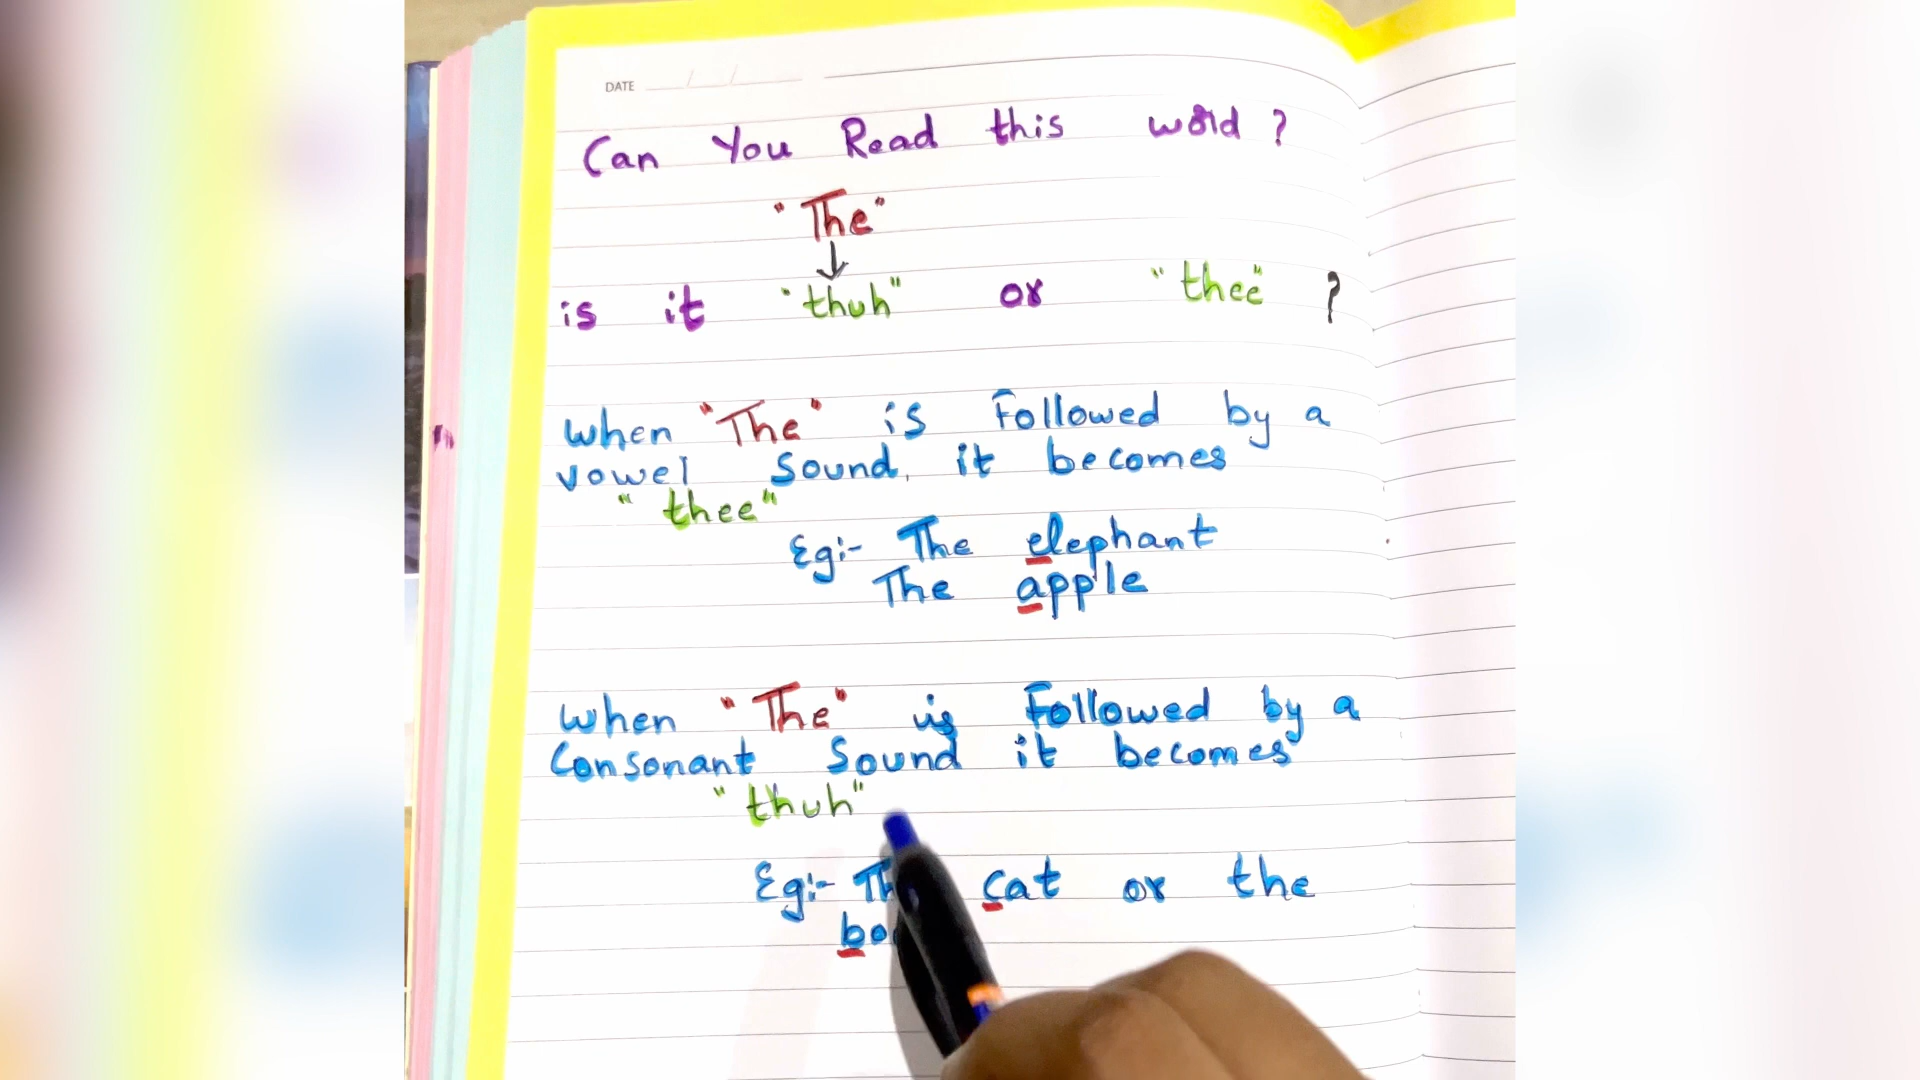 DATE
Can You Read this word ?
"The"
is it "thuh" or "thee" ?
When "The" is Followed by a
vowel Sound, it becomes
"thee"
Eg:- The elephant
The apple
When "The" is Followed by a
Consonant Sound it becomes
"thuh"
Eg:- cat or the